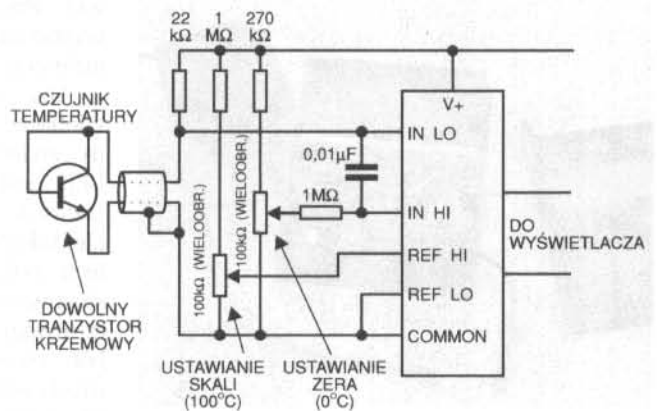 22
kΩ
1
MΩ
270
kΩ
CZUJNIK
TEMPERATURY
V+
IN LO
0,01µF
1MΩ
IN HI
REF HI
REF LO
COMMON
DO
WYŚWIETLACZA
100kΩ (WIELOOBR.)
100kΩ (WIELOOBR.)
DOWOLNY
TRANZYSTOR
KRZEMOWY
USTAWIANIE
SKALI
(100°C)
USTAWIANIE
ZERA
(0°C)